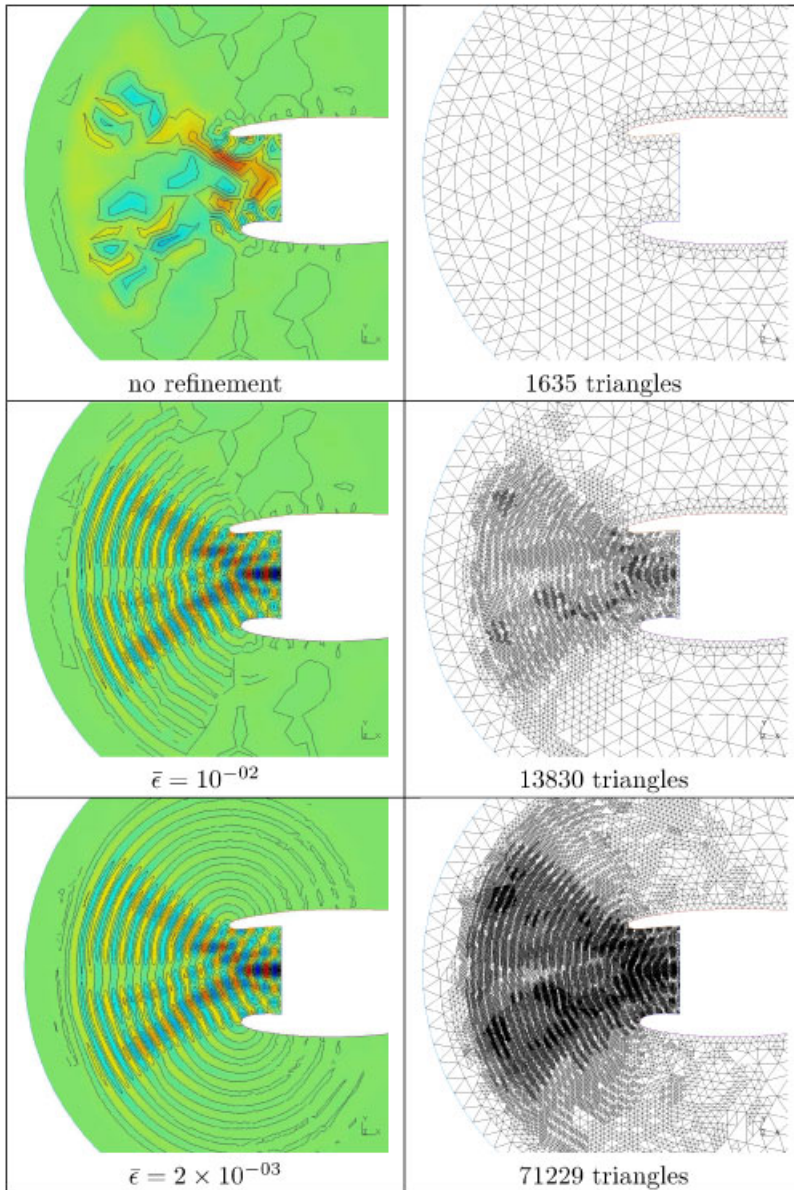 no refinement
1635 triangles
ϵ̄ = 10⁻⁰²
13830 triangles
ϵ̄ = 2 × 10⁻⁰³
71229 triangles